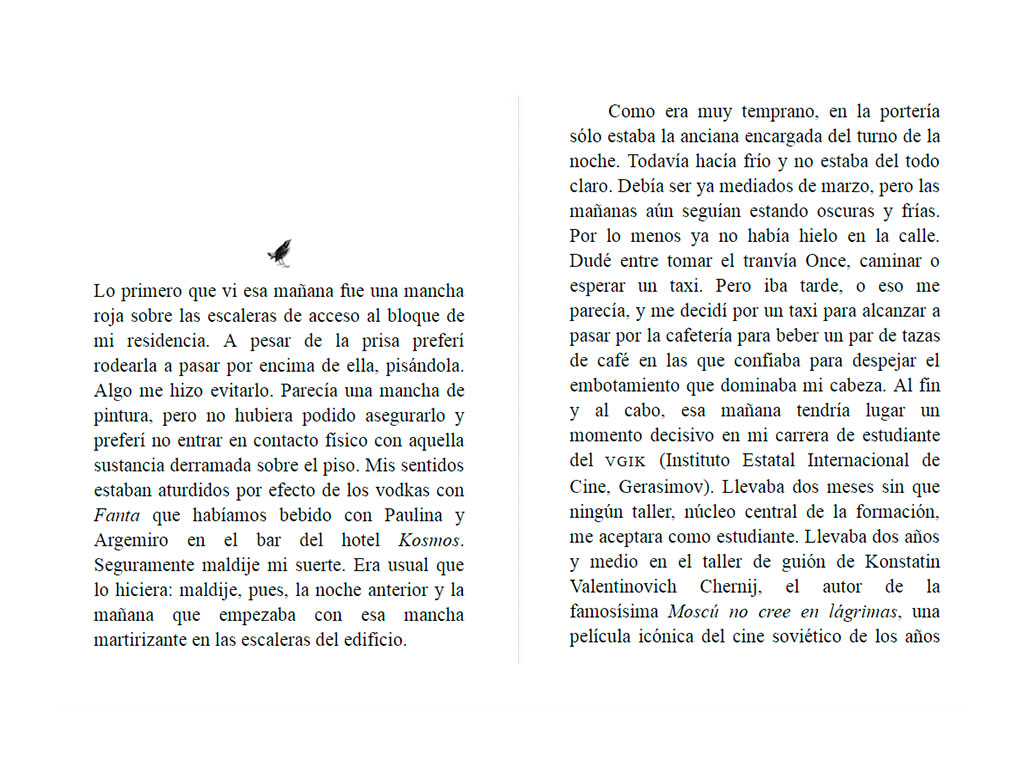 Lo primero que vi esa mañana fue una mancha
roja sobre las escaleras de acceso al bloque de
mi residencia. A pesar de la prisa preferí
rodearla a pasar por encima de ella, pisándola.
Algo me hizo evitarlo. Parecía una mancha de
pintura, pero no hubiera podido asegurarlo y
preferí no entrar en contacto físico con aquella
sustancia derramada sobre el piso. Mis sentidos
estaban aturdidos por efecto de los vodkas con
Fanta que habíamos bebido con Paulina y
Argemiro en el bar del hotel Kosmos.
Seguramente maldije mi suerte. Era usual que
lo hiciera: maldije, pues, la noche anterior y la
mañana que empezaba con esa mancha
martirizante en las escaleras del edificio.
Como era muy temprano, en la portería
sólo estaba la anciana encargada del turno de la
noche. Todavía hacía frío y no estaba del todo
claro. Debía ser ya mediados de marzo, pero las
mañanas aún seguían estando oscuras y frías.
Por lo menos ya no había hielo en la calle.
Dudé entre tomar el tranvía Once, caminar o
esperar un taxi. Pero iba tarde, o eso me
parecía, y me decidí por un taxi para alcanzar a
pasar por la cafetería para beber un par de tazas
de café en las que confiaba para despejar el
embotamiento que dominaba mi cabeza. Al fin
y al cabo, esa mañana tendría lugar un
momento decisivo en mi carrera de estudiante
del VGIK (Instituto Estatal Internacional de
Cine, Gerasimov). Llevaba dos meses sin que
ningún taller, núcleo central de la formación,
me aceptara como estudiante. Llevaba dos años
y medio en el taller de guión de Konstatin
Valentinovich Chernij, el autor de la
famosísima Moscú no cree en lágrimas, una
película icónica del cine soviético de los años